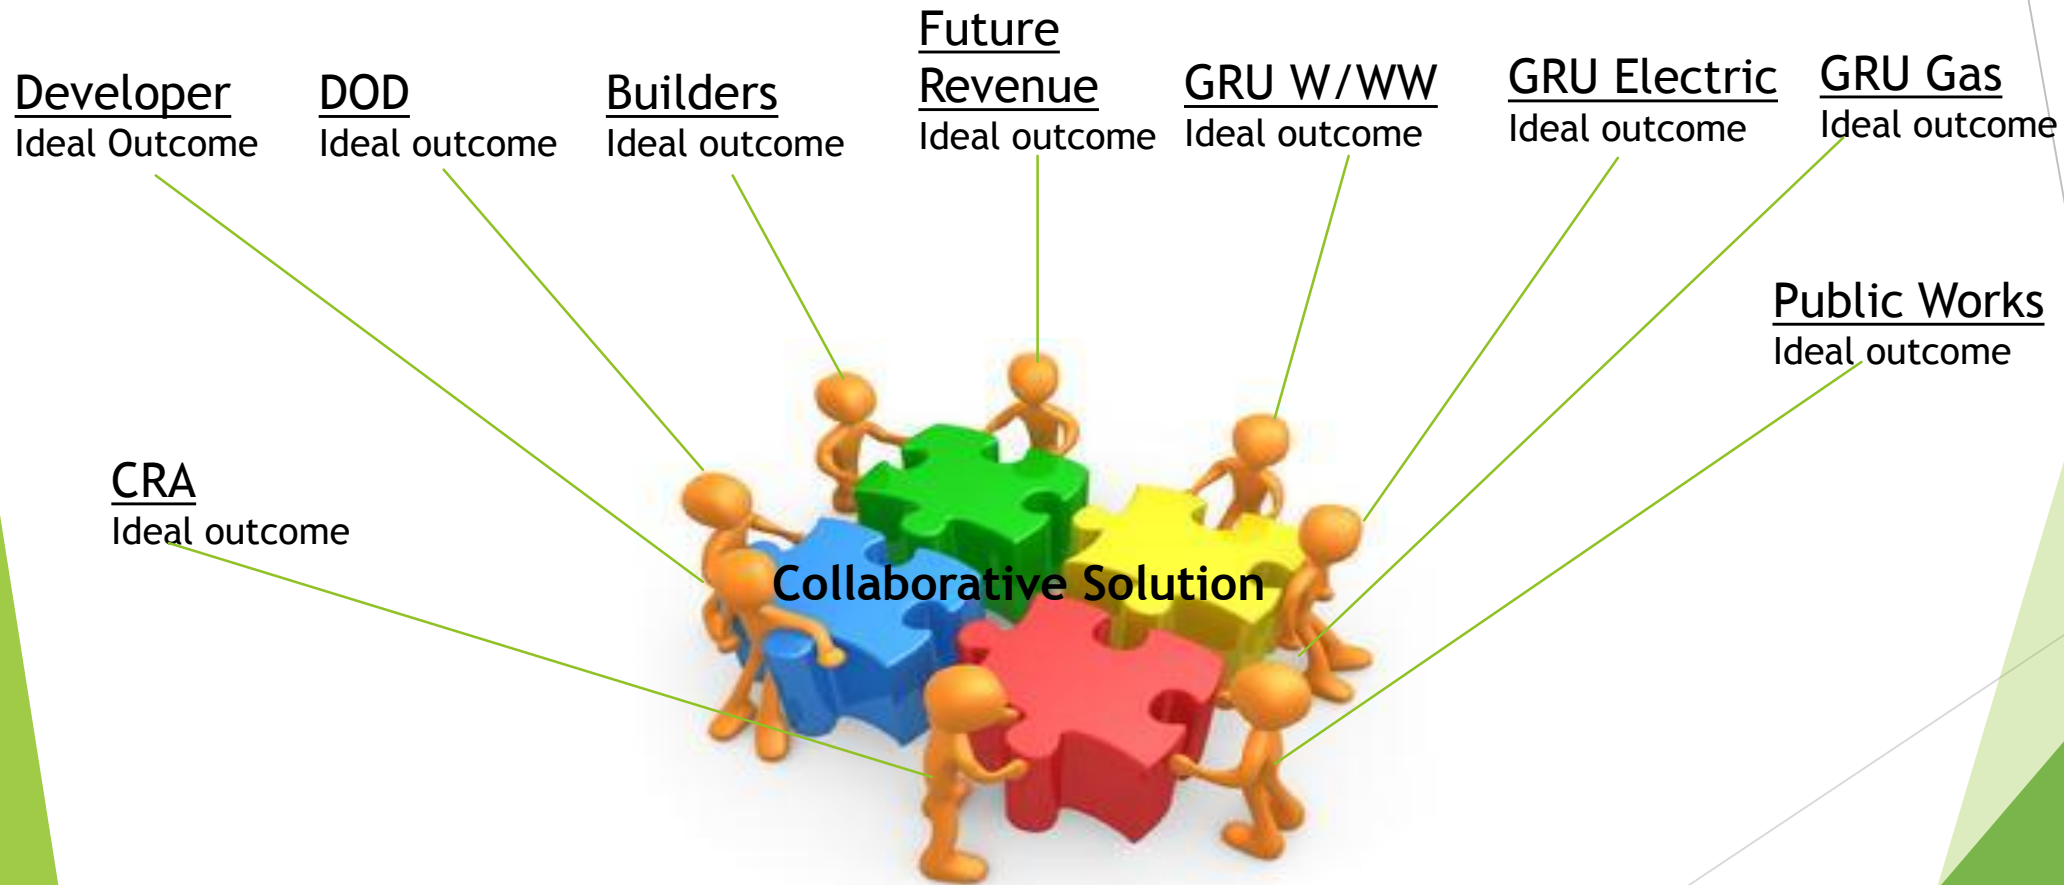 Developer
Ideal Outcome
DOD
Ideal outcome
Builders
Ideal outcome
Future
Revenue
Ideal outcome
GRU W/WW
Ideal outcome
GRU Electric
Ideal outcome
GRU Gas
Ideal outcome
Public Works
Ideal outcome
CRA
Ideal outcome
Collaborative Solution